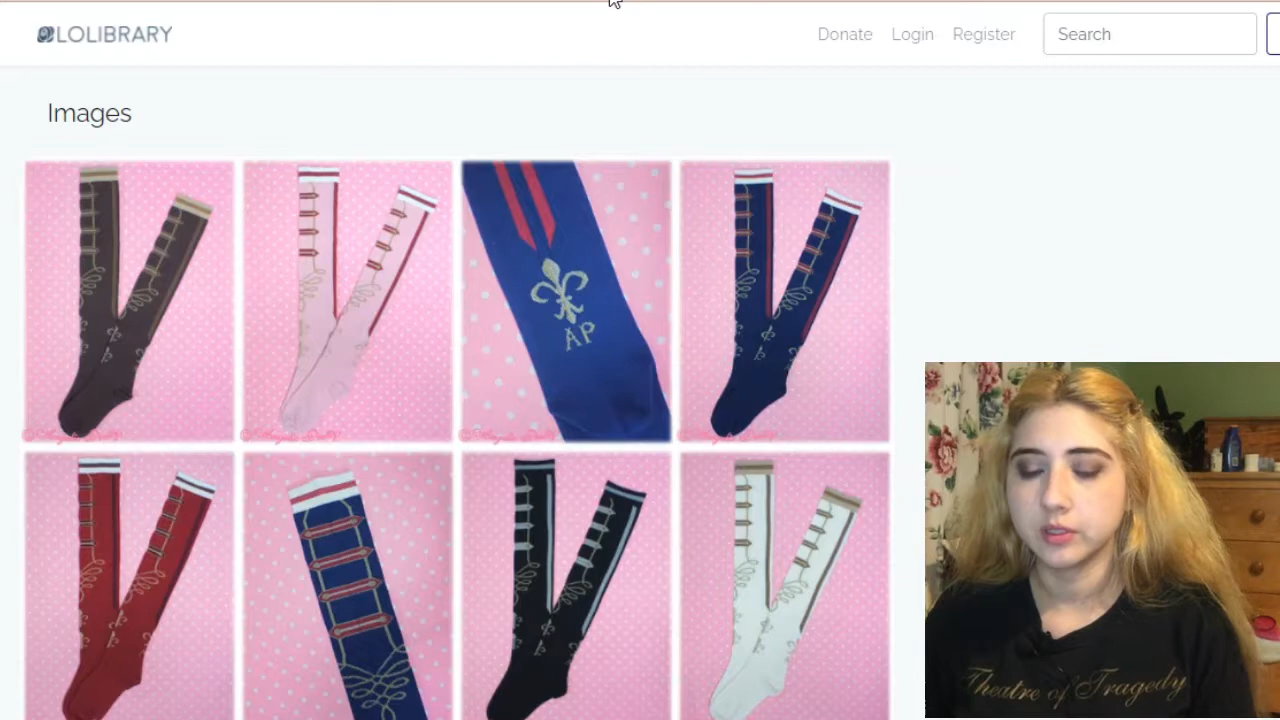 LOLIBRARY
Donate
Login
Register
Search
Images
AP
Theatre of Tragedy